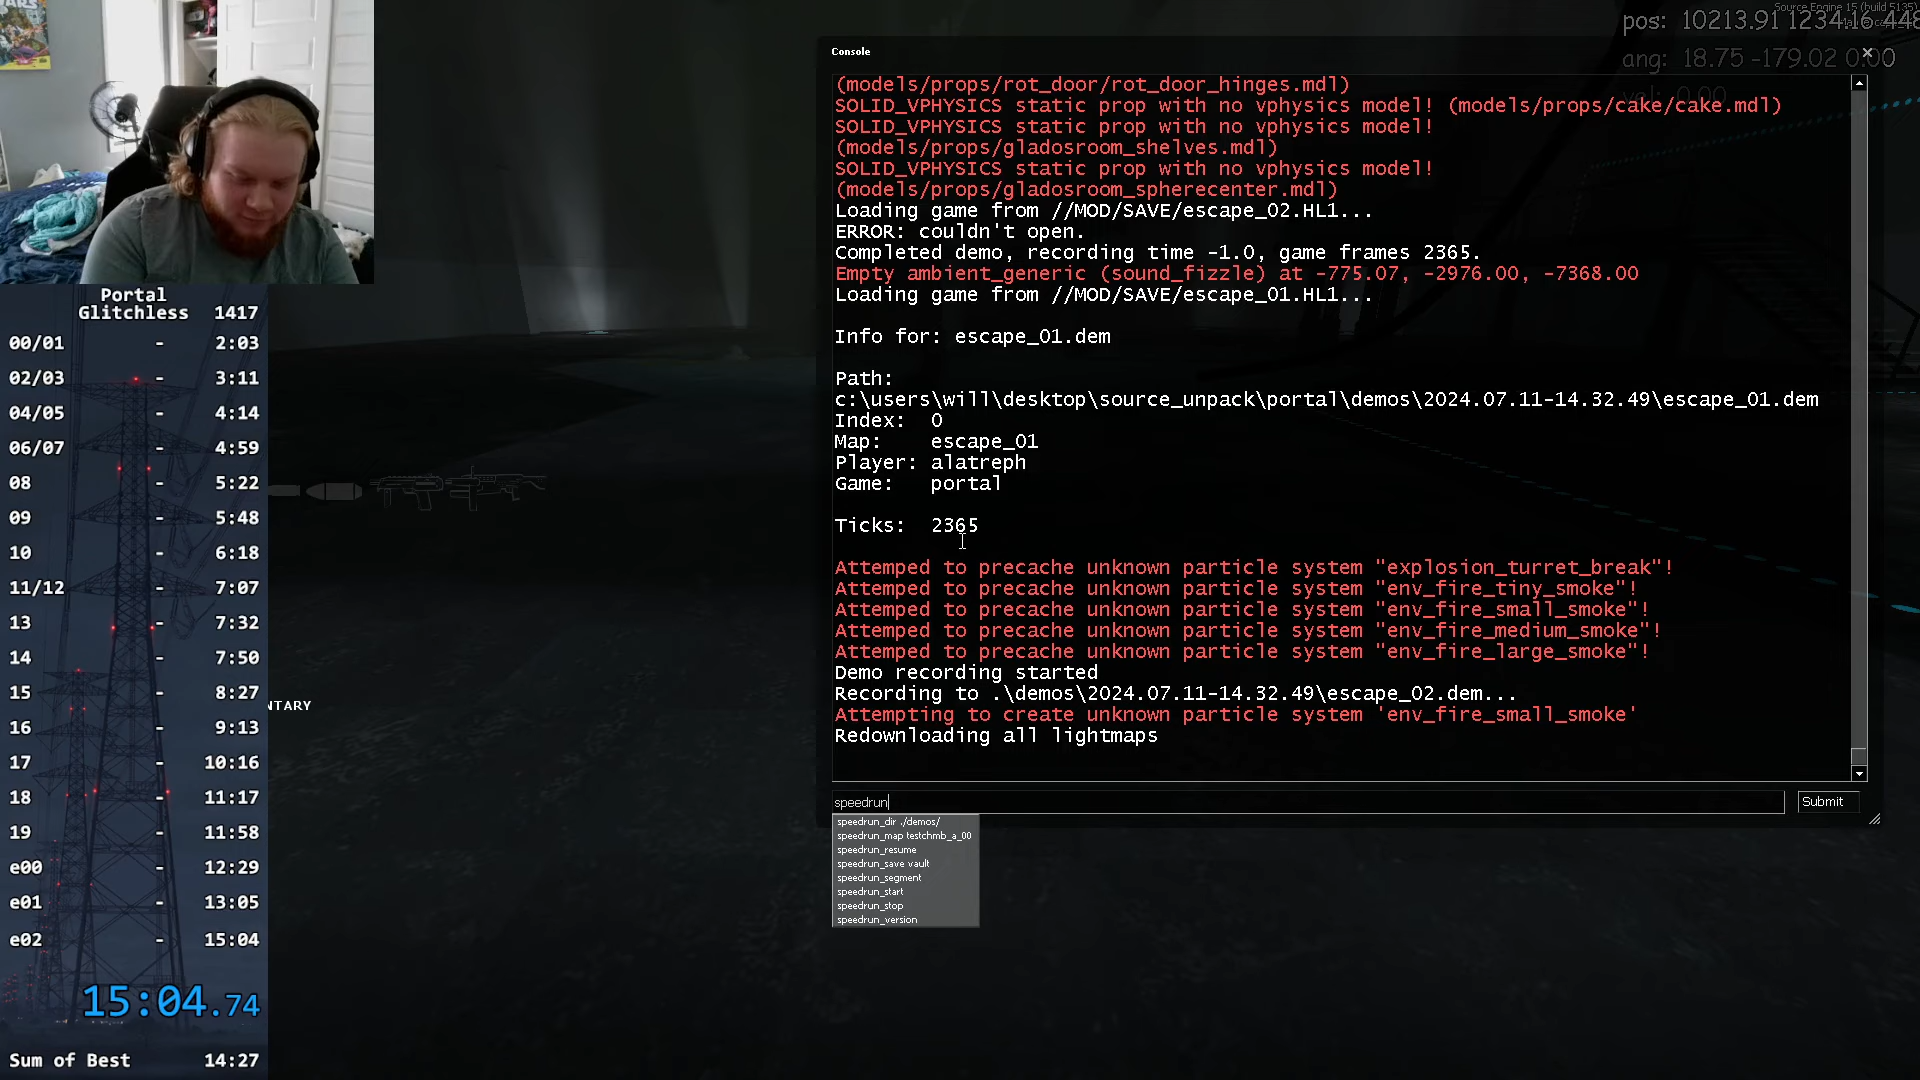 Source Engine 15 (build 5135)
pos: 10213.91 1234.16 -448
ang: 18.75 -179.02 0.00
vel: 0.00
Console
(models/props/rot_door/rot_door_hinges.mdl)
SOLID_VPHYSICS static prop with no vphysics model! (models/props/cake/cake.mdl)
SOLID_VPHYSICS static prop with no vphysics model!
(models/props/gladosroom_shelves.mdl)
SOLID_VPHYSICS static prop with no vphysics model!
(models/props/gladosroom_spherecenter.mdl)
Loading game from //MOD/SAVE/escape_02.HL1...
ERROR: couldn't open.
Completed demo, recording time -1.0, game frames 2365.
Empty ambient_generic (sound_fizzle) at -775.07, -2976.00, -7368.00
Loading game from //MOD/SAVE/escape_01.HL1...
Info for: escape_01.dem
Path:
c:\users\will\desktop\source_unpack\portal\demos\2024.07.11-14.32.49\escape_01.dem
Index: 0
Map: escape_01
Player: alatreph
Game: portal
Ticks: 2365
Attemped to precache unknown particle system "explosion_turret_break"!
Attemped to precache unknown particle system "env_fire_tiny_smoke"!
Attemped to precache unknown particle system "env_fire_small_smoke"!
Attemped to precache unknown particle system "env_fire_medium_smoke"!
Attemped to precache unknown particle system "env_fire_large_smoke"!
Demo recording started
Recording to .\demos\2024.07.11-14.32.49\escape_02.dem...
Attempting to create unknown particle system 'env_fire_small_smoke'
Redownloading all lightmaps
speedrun
Submit
speedrun_dir ./demos/
speedrun_map testchmb_a_00
speedrun_resume
speedrun_save vault
speedrun_segment
speedrun_start
speedrun_stop
speedrun_version
NTARY
Portal
Glitchless 1417
00/01 - 2:03
02/03 - 3:11
04/05 - 4:14
06/07 - 4:59
08 - 5:22
09 - 5:48
10 - 6:18
11/12 - 7:07
13 - 7:32
14 - 7:50
15 - 8:27
16 - 9:13
17 - 10:16
18 - 11:17
19 - 11:58
e00 - 12:29
e01 - 13:05
e02 - 15:04
15:04.74
Sum of Best 14:27